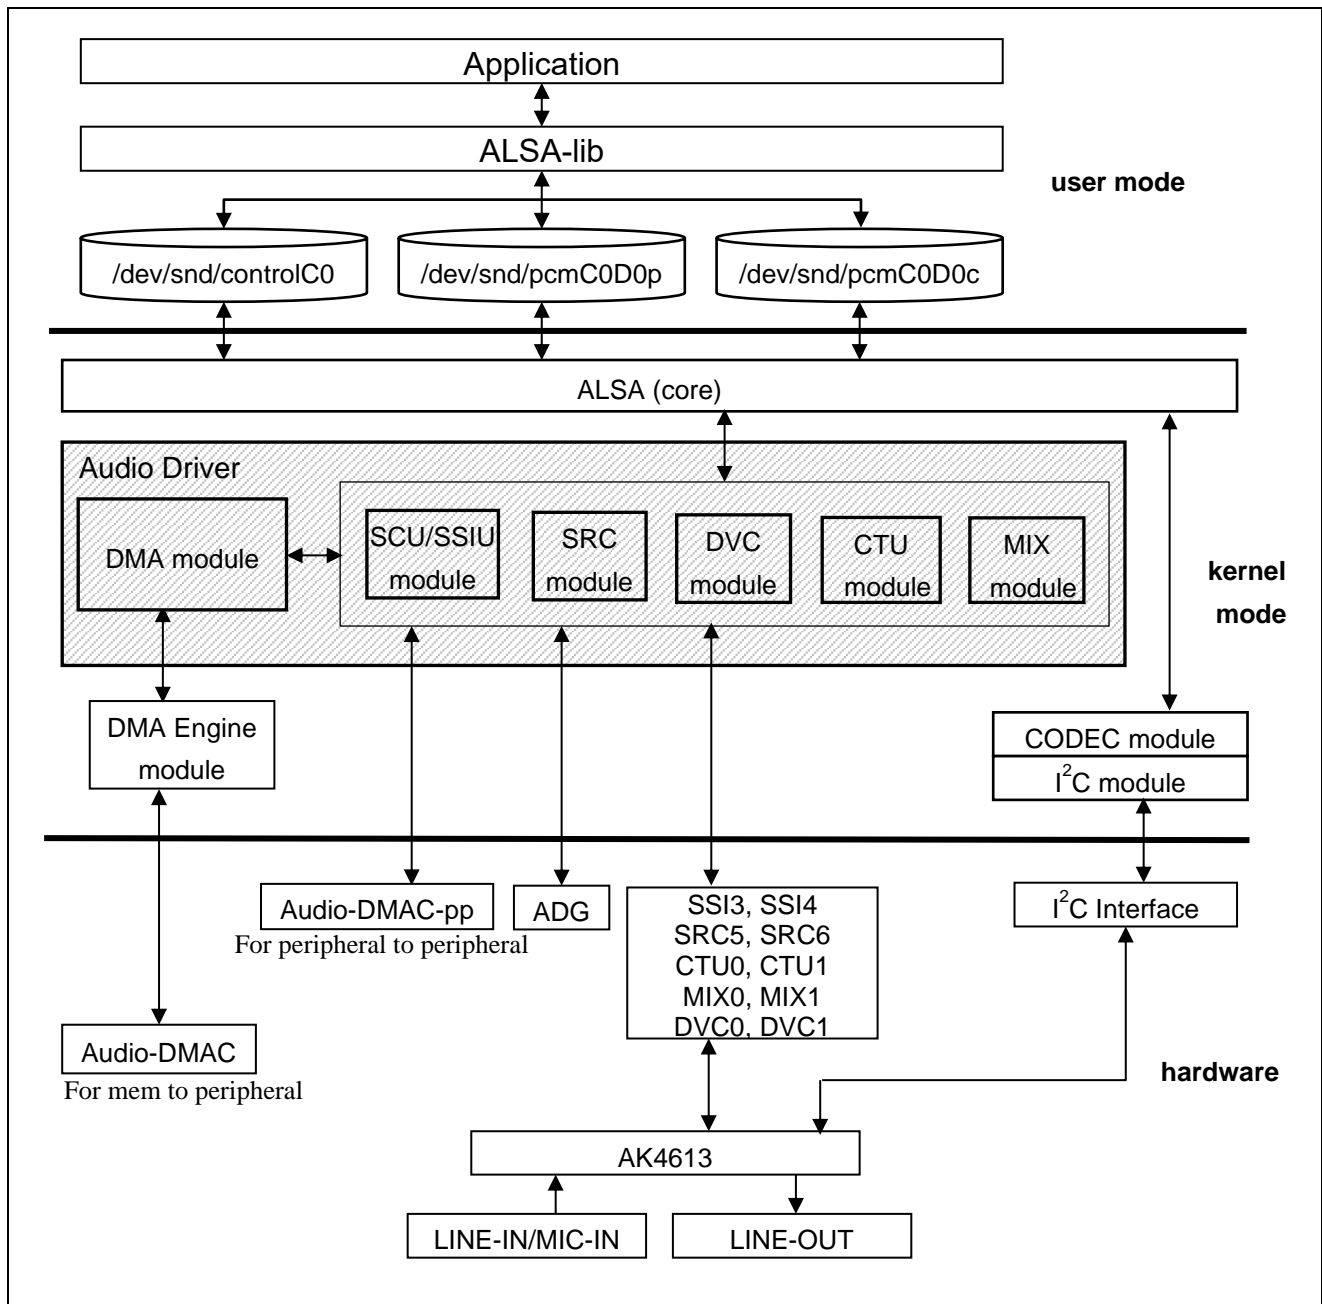 Application
ALSA-lib
user mode
/dev/snd/controlC0
/dev/snd/pcmC0D0p
/dev/snd/pcmC0D0c
ALSA (core)
Audio Driver
DMA module
SCU/SSIU
module
SRC
module
DVC
module
CTU
module
MIX
module
kernel
mode
DMA Engine
module
CODEC module
I²C module
Audio-DMAC-pp
For peripheral to peripheral
ADG
SSI3, SSI4
SRC5, SRC6
CTU0, CTU1
MIX0, MIX1
DVC0, DVC1
I²C Interface
Audio-DMAC
For mem to peripheral
hardware
AK4613
LINE-IN/MIC-IN
LINE-OUT